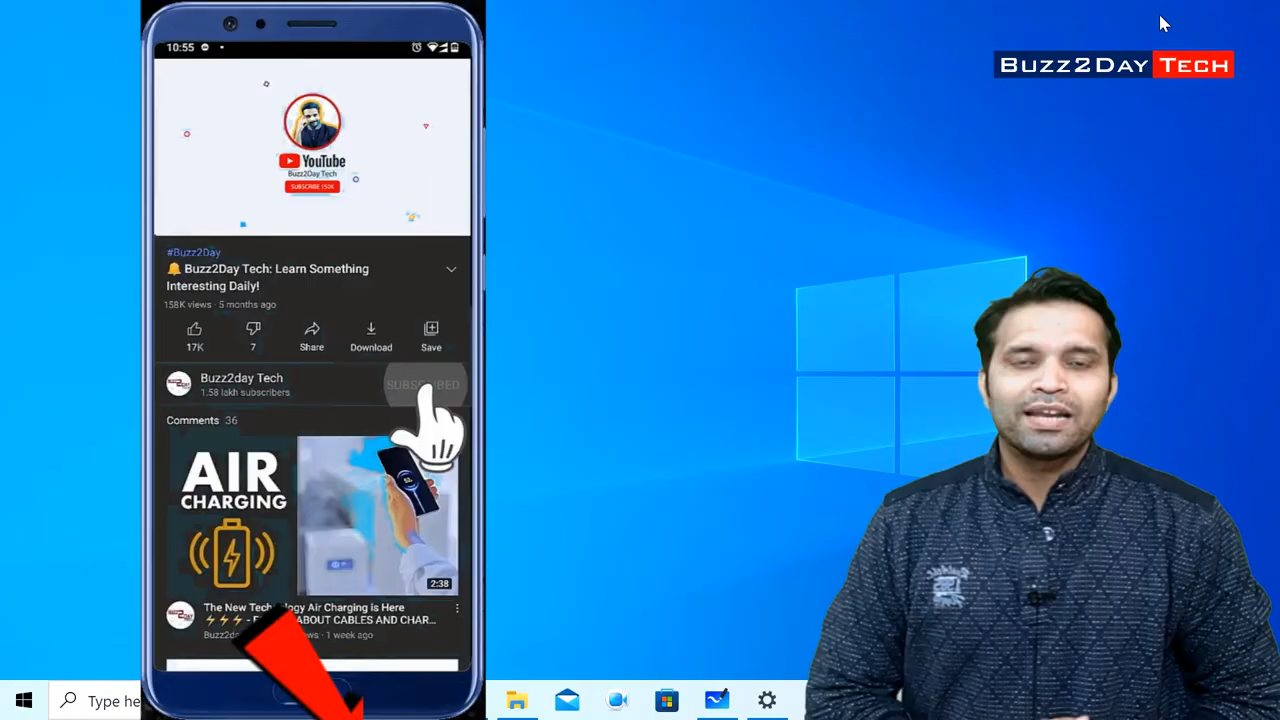 10:55
BUZZ2DAY TECH
YouTube
Buzz2Day Tech
SUBSCRIBE 150K
#Buzz2Day
🔔 Buzz2Day Tech: Learn Something
Interesting Daily!
158K views · 5 months ago
17K
7
Share
Download
Save
Buzz2day Tech
1.58 lakh subscribers
SUBSCRIBED
Comments 36
AIR
CHARGING
2:38
The New Tech ogy Air Charging is Here
⚡⚡⚡ - ABOUT CABLES AND CHAR...
1 week ago
Type he